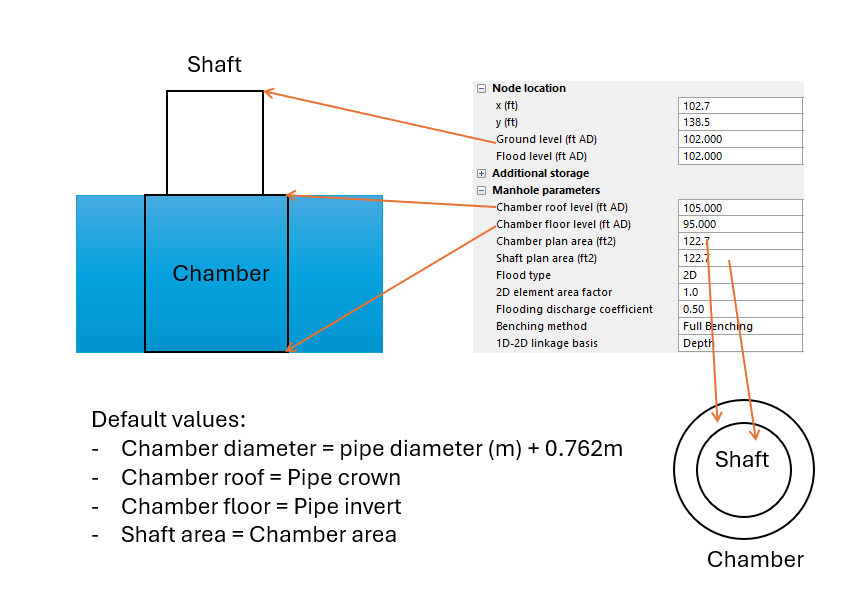 Shaft
Node location
x (ft) 102.7
y (ft) 138.5
Ground level (ft AD) 102.000
Flood level (ft AD) 102.000
Additional storage
Manhole parameters
Chamber roof level (ft AD) 105.000
Chamber floor level (ft AD) 95.000
Chamber plan area (ft2) 122.7
Shaft plan area (ft2) 122.7
Flood type 2D
2D element area factor 1.0
Flooding discharge coefficient 0.50
Benching method Full Benching
1D-2D linkage basis Depth
Chamber
Default values:
- Chamber diameter = pipe diameter (m) + 0.762m
- Chamber roof = Pipe crown
- Chamber floor = Pipe invert
- Shaft area = Chamber area
Shaft
Chamber